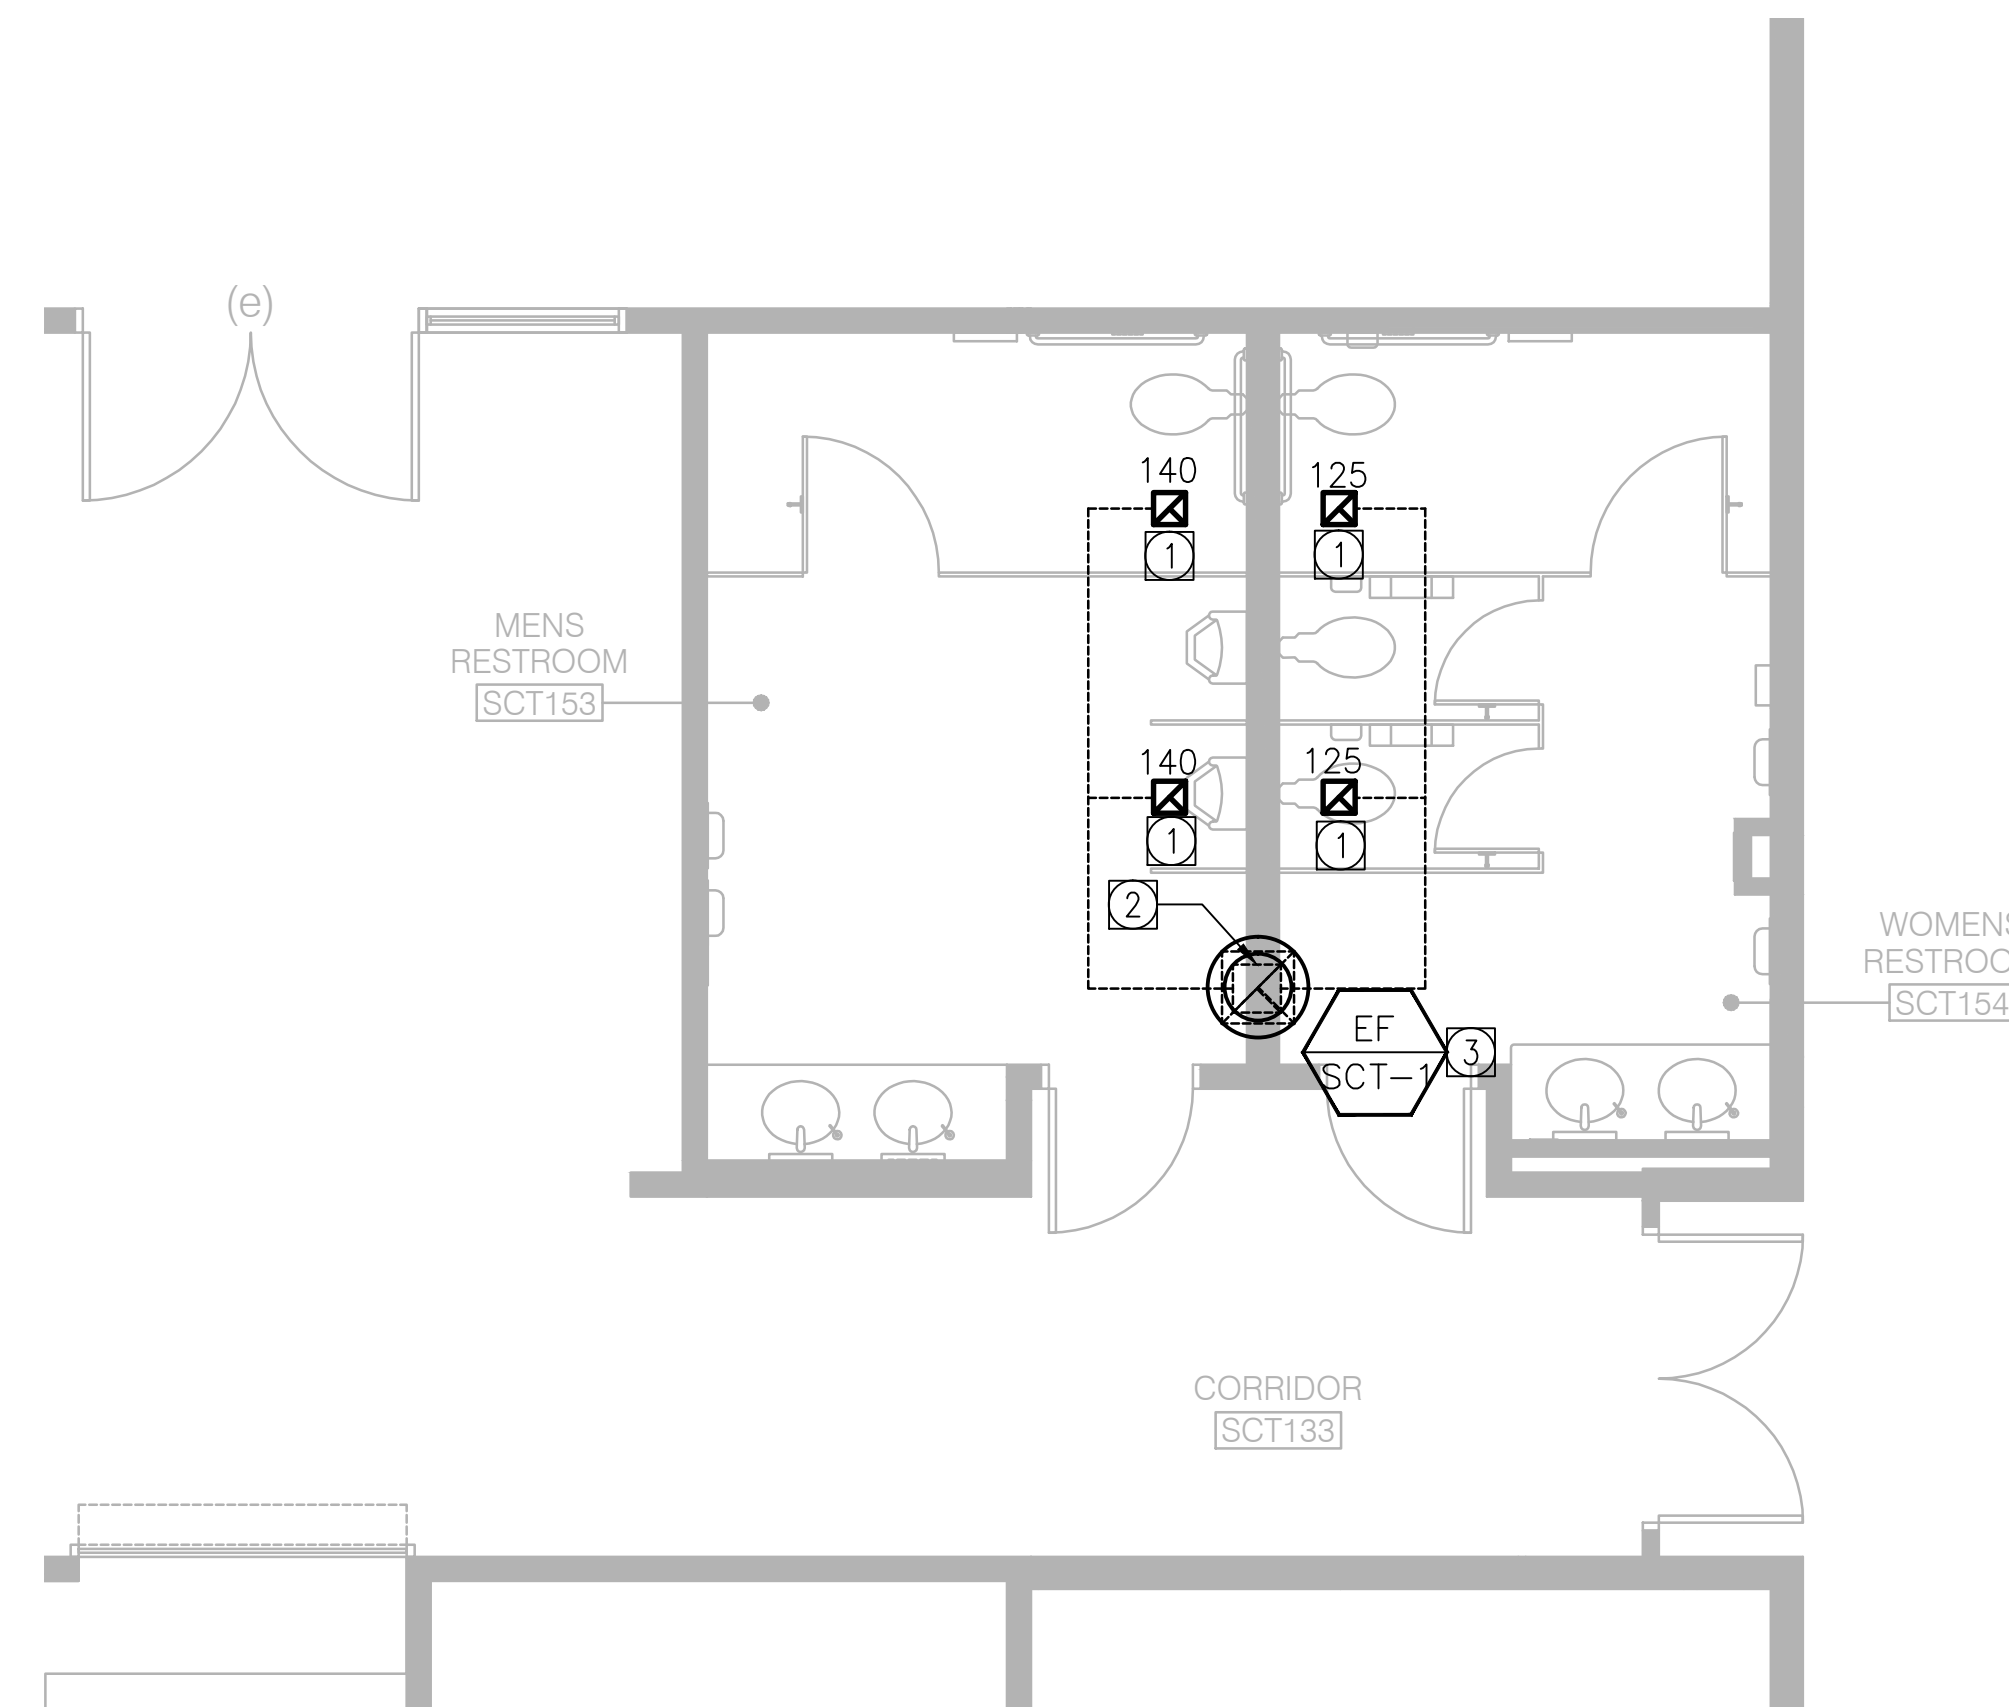 (e)
140
125
1
1
MENS
RESTROOM
SCT153
140
125
1
1
2
WOMENS
RESTROO
SCT154
EF
SCT-1
3
CORRIDOR
SCT133